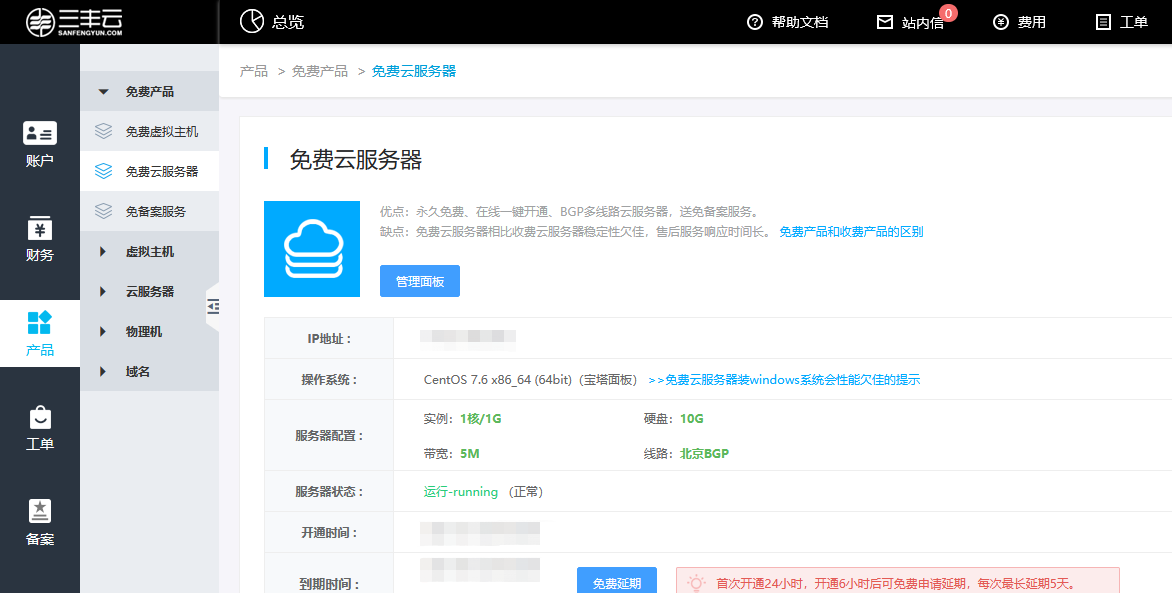 三丰云
SANFENGYUN.COM
总览
帮助文档
站内信
0
费用
工单
账户
财务
产品
工单
备案
免费产品
免费虚拟主机
免费云服务器
免备案服务
虚拟主机
云服务器
物理机
域名
产品 > 免费产品 > 免费云服务器
免费云服务器
优点：永久免费、在线一键开通、BGP多线路云服务器，送免备案服务。
缺点：免费云服务器相比收费云服务器稳定性欠佳，售后服务响应时间长。 免费产品和收费产品的区别
管理面板
IP地址：
操作系统： CentOS 7.6 x86_64 (64bit)（宝塔面板） >>免费云服务器装windows系统会性能欠佳的提示
服务器配置： 实例：1核/1G 硬盘：10G
带宽：5M 线路：北京BGP
服务器状态： 运行-running （正常）
开通时间：
到期时间： 免费延期 首次开通24小时，开通6小时后可免费申请延期，每次最长延期5天。